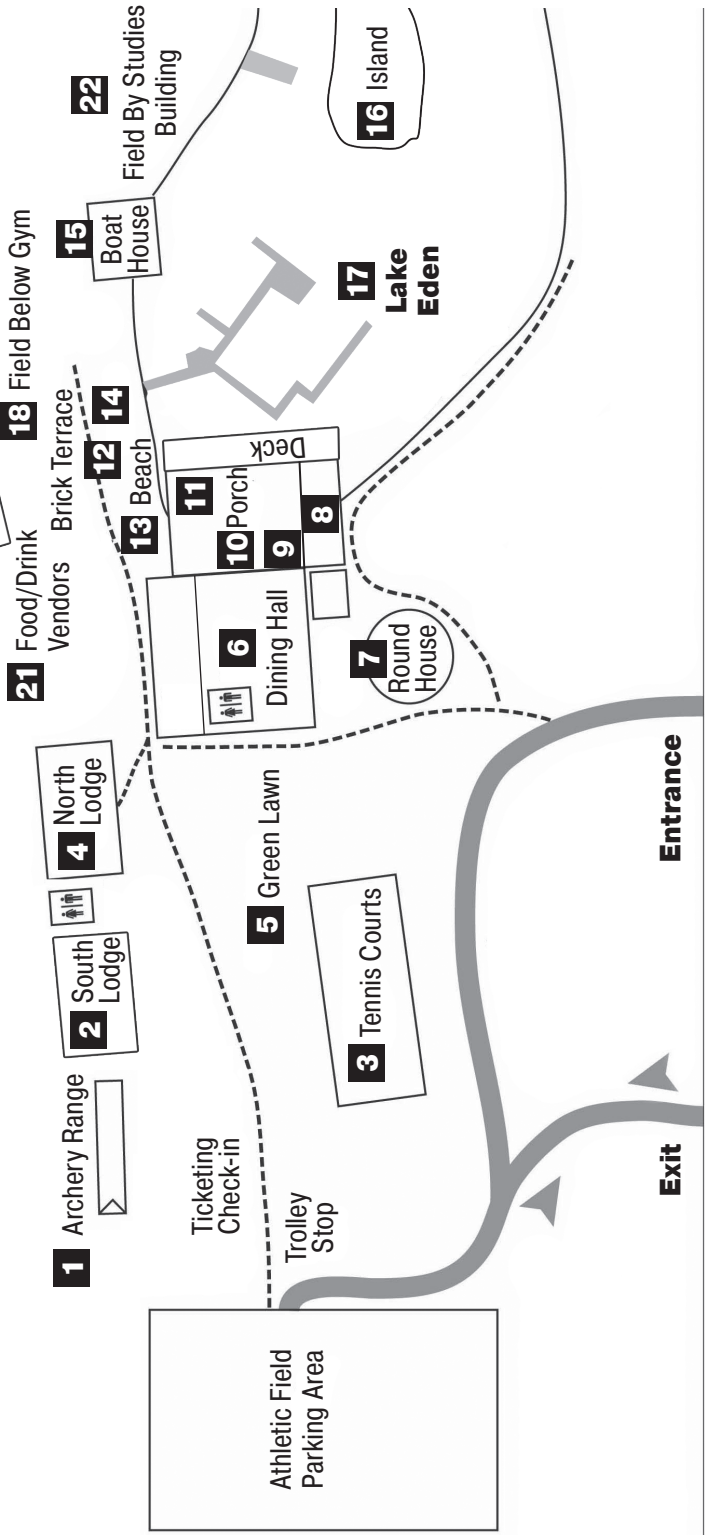 1 Archery Range
2 South
Lodge
4 North
Lodge
21 Food/Drink
Vendors
18 Field Below Gym
Brick Terrace
12
14
13 Beach
15
Boat
House
22
Field By Studies
Building
16 Island
17
Lake
Eden
Deck
11
10 Porch
9
8
6
Dining Hall
7
Round
House
5 Green Lawn
3 Tennis Courts
Ticketing
Check-in
Trolley
Stop
Athletic Field
Parking Area
Exit
Entrance